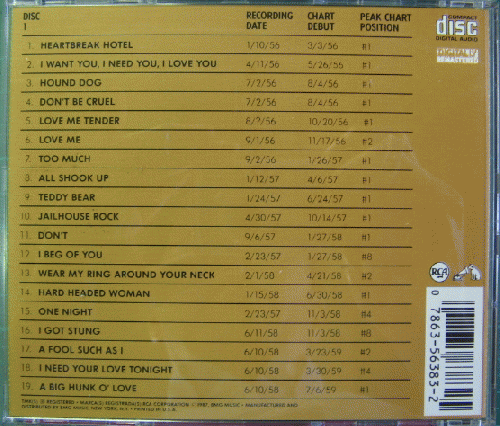 DISC 1 RECORDING DATE CHART DEBUT PEAK CHART POSITION
1. HEARTBREAK HOTEL 1/10/56 3/3/56 #1
2. I WANT YOU, I NEED YOU, I LOVE YOU 4/11/56 5/26/56 #1
3. HOUND DOG 7/2/56 8/4/56 #1
4. DON'T BE CRUEL 7/2/56 8/4/56 #1
5. LOVE ME TENDER 8/2/56 10/20/56 #1
6. LOVE ME 9/1/56 11/17/56 #2
7. TOO MUCH 9/2/56 1/26/57 #1
8. ALL SHOOK UP 1/12/57 4/6/57 #1
9. TEDDY BEAR 1/24/57 6/24/57 #1
10. JAILHOUSE ROCK 4/30/57 10/14/57 #1
11. DON'T 9/6/57 1/27/58 #1
12. I BEG OF YOU 2/23/57 1/27/58 #8
13. WEAR MY RING AROUND YOUR NECK 2/1/58 4/21/58 #2
14. HARD HEADED WOMAN 1/15/58 6/30/58 #1
15. ONE NIGHT 2/23/57 11/3/58 #4
16. I GOT STUNG 6/11/58 11/3/58 #8
17. A FOOL SUCH AS I 6/10/58 3/23/59 #2
18. I NEED YOUR LOVE TONIGHT 6/10/58 3/30/59 #4
19. A BIG HUNK O' LOVE 6/10/58 7/6/59 #1
COMPACT
disc
DIGITAL AUDIO
DIGITALLY
REMASTERED
RCA
0 7863-56383-2